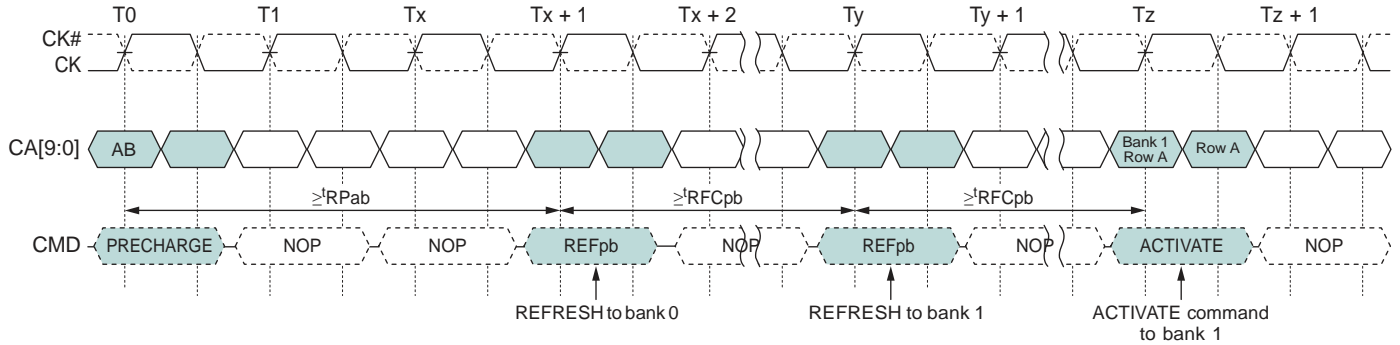 T0 T1 Tx Tx + 1 Tx + 2 Ty Ty + 1 Tz Tz + 1
CK#
CK
CA[9:0] AB Bank 1 Row A Row A
≥tRPab ≥tRFCpb ≥tRFCpb
CMD PRECHARGE NOP NOP REFpb NOP REFpb NOP ACTIVATE NOP
REFRESH to bank 0 REFRESH to bank 1 ACTIVATE command
to bank 1